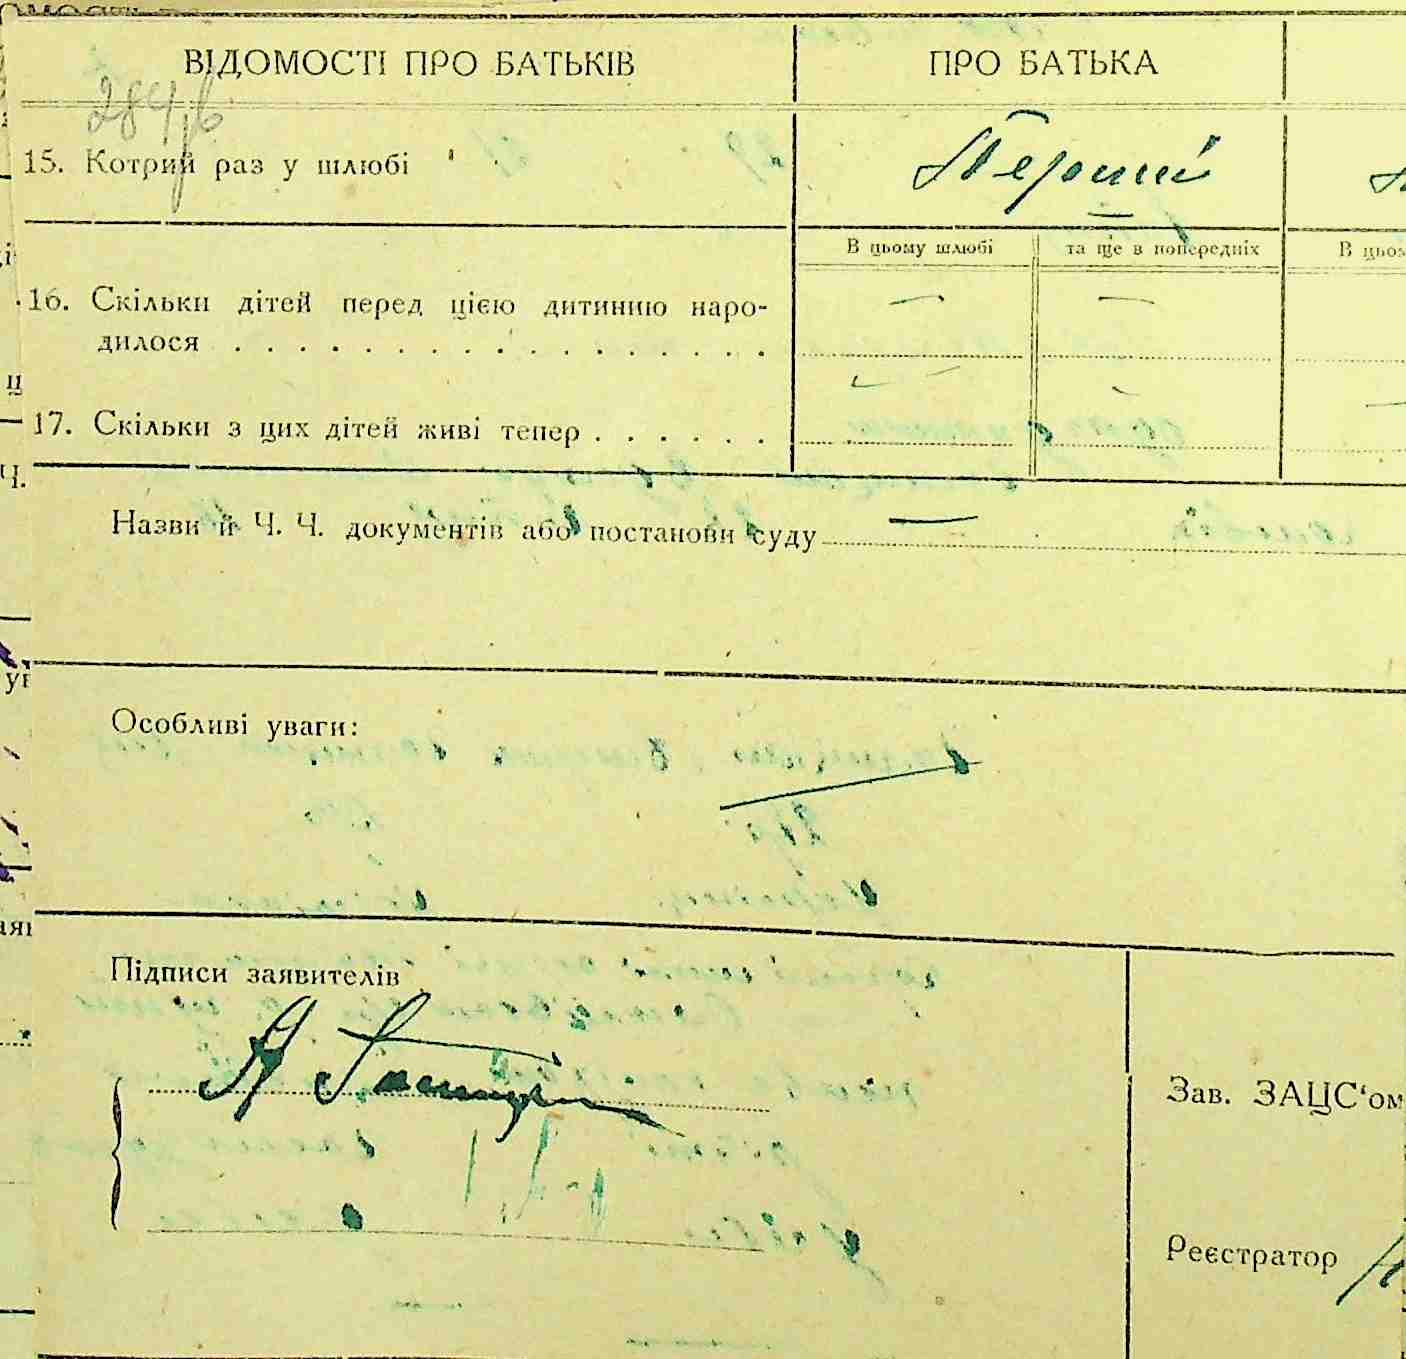 ВІДОМОСТІ ПРО БАТЬКІВ
ПРО БАТЬКА
284/в
15. Котрий раз у шлюбі
Перший
В цьому шлюбі
та ще в попередніх
В цьом
16. Скільки дітей перед цією дитиною наро-
дилося . . . . . . . . . . . . . . . . . .
17. Скільки з цих дітей живі тепер . . . . . .
Назви й Ч. Ч. документів або постанови суду —
Особливі уваги:
Підписи заявителів
Зав. ЗАЦС‘ом
Реєстратор